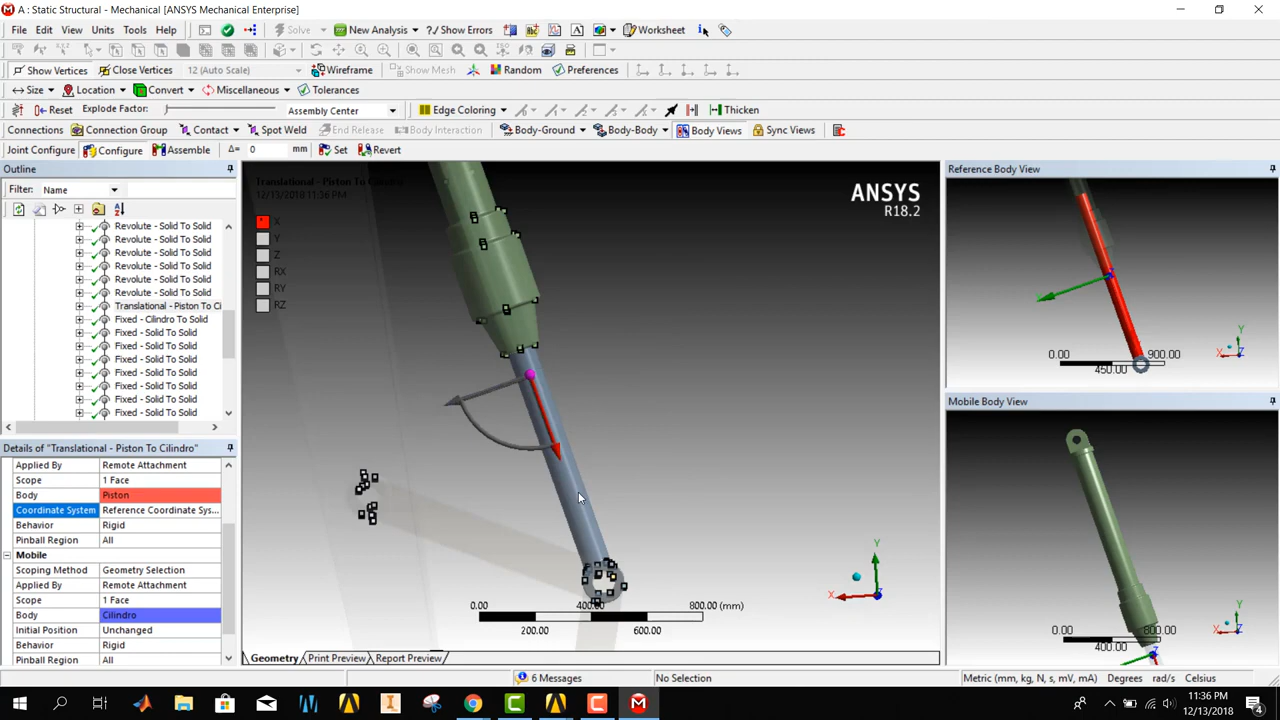 A : Static Structural - Mechanical [ANSYS Mechanical Enterprise]
File Edit View Units Tools Help Solve New Analysis Show Errors Worksheet
Show Vertices Close Vertices 12 (Auto Scale) Wireframe Show Mesh Random Preferences
Size Location Convert Miscellaneous Tolerances
Reset Explode Factor: Assembly Center Edge Coloring Thicken
Connections Connection Group Contact Spot Weld End Release Body Interaction Body-Ground Body-Body Body Views Sync Views
Joint Configure Configure Assemble Δ= 0 mm Set Revert
Outline
Filter: Name
Revolute - Solid To Solid
Revolute - Solid To Solid
Revolute - Solid To Solid
Revolute - Solid To Solid
Revolute - Solid To Solid
Revolute - Solid To Solid
Translational - Piston To Ci
Fixed - Cilindro To Solid
Fixed - Solid To Solid
Fixed - Solid To Solid
Fixed - Solid To Solid
Fixed - Solid To Solid
Fixed - Solid To Solid
Fixed - Solid To Solid
Fixed - Solid To Solid
Details of "Translational - Piston To Cilindro"
Applied By Remote Attachment
Scope 1 Face
Body Piston
Coordinate System Reference Coordinate Sys...
Behavior Rigid
Pinball Region All
Mobile
Scoping Method Geometry Selection
Applied By Remote Attachment
Scope 1 Face
Body Cilindro
Initial Position Unchanged
Behavior Rigid
Pinball Region All
Translational - Piston To Cilindro
12/13/2018 11:36 PM
X
Y
Z
RX
RY
RZ
ANSYS
R18.2
0.00 400.00 800.00 (mm)
200.00 600.00
Y
X
Z
Geometry Print Preview Report Preview
Reference Body View
Z
0.00 900.00
450.00
Y
X
Z
Mobile Body View
0.00 800.00
400.00
Y
X
Z
6 Messages No Selection Metric (mm, kg, N, s, mV, mA) Degrees rad/s Celsius
11:36 PM
12/13/2018